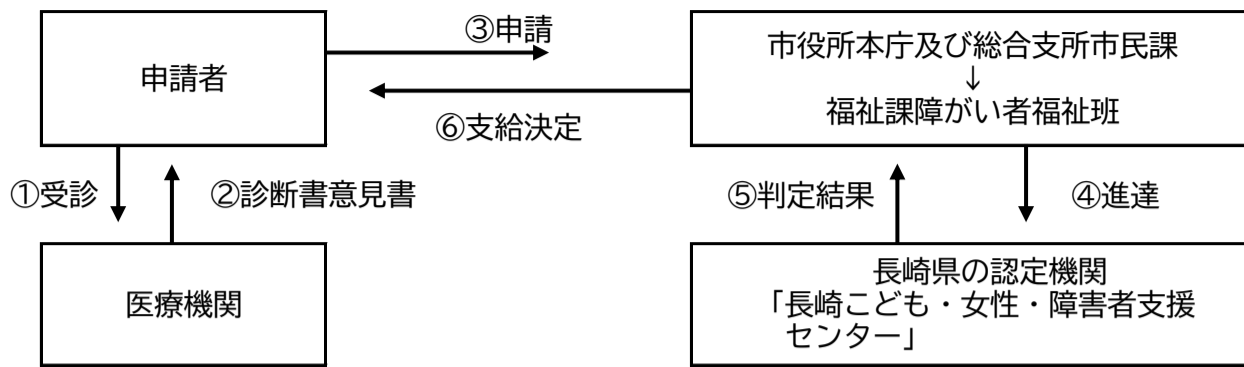 ③申請
申請者
市役所本庁及び総合支所市民課
↓
福祉課障がい者福祉班
⑥支給決定
①受診
②診断書意見書
⑤判定結果
④進達
医療機関
長崎県の認定機関
「長崎こども・女性・障害者支援
センター」